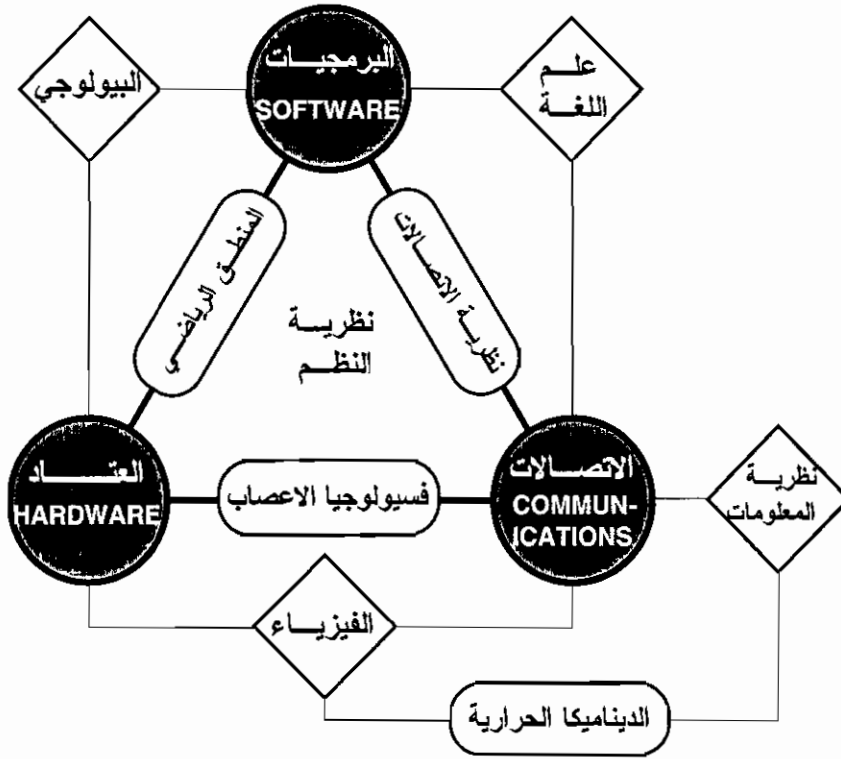 البرمجيات
SOFTWARE
علم
اللغة
البيولوجي
المنطق الرياضي
نظرية الاتصالات
نظرية
النظم
العتاد
HARDWARE
فسيولوجيا الاعصاب
الاتصالات
COMMUN-
ICATIONS
نظرية
المعلومات
الفيزياء
الديناميكا الحرارية